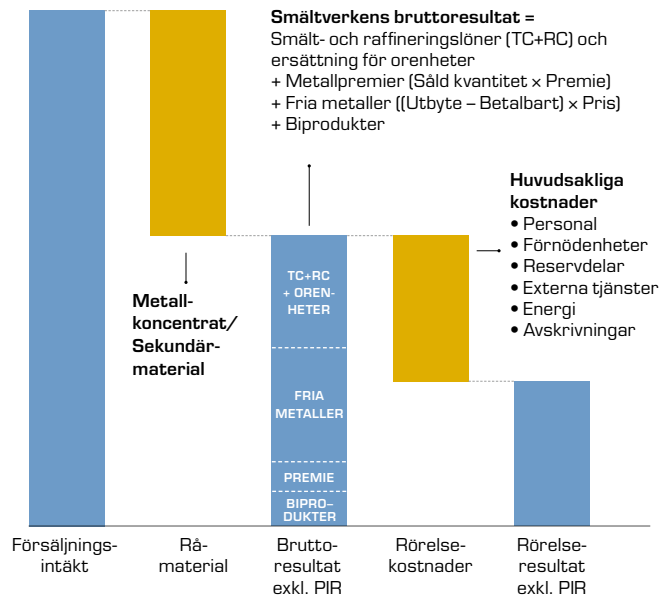 Smältverkens bruttoresultat =
Smält- och raffineringslöner (TC+RC) och
ersättning för orenheter
+ Metallpremier (Såld kvantitet × Premie)
+ Fria metaller ((Utbyte – Betalbart) × Pris)
+ Biprodukter
Huvudsakliga
kostnader
• Personal
• Förnödenheter
• Reservdelar
• Externa tjänster
• Energi
• Avskrivningar
Metall-
koncentrat/
Sekundär-
material
TC+RC
+ OREN-
HETER
FRIA
METALLER
PREMIE
BIPRO–
DUKTER
Försäljnings-
intäkt
Rå-
material
Brutto-
resultat
exkl. PIR
Rörelse-
kostnader
Rörelse-
resultat
exkl. PIR